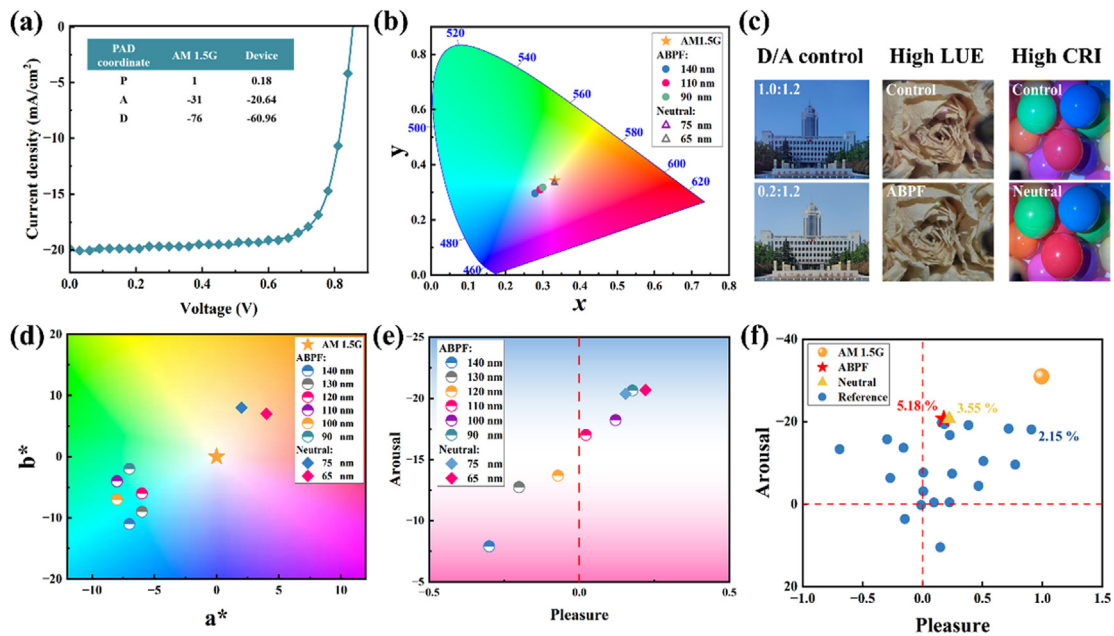 (a)
PAD coordinate AM 1.5G Device
P 1 0.18
A -31 -20.64
D -76 -60.96
0
-5
-10
-15
-20
Current density (mA/cm²)
0.0 0.2 0.4 0.6 0.8
Voltage (V)
(b)
AM1.5G
ABPF:
140 nm
110 nm
90 nm
Neutral:
75 nm
65 nm
520
540
560
580
600
620
500
480
460
0.8
0.6
0.4
0.2
0.0
y
0.0 0.1 0.2 0.3 0.4 0.5 0.6 0.7 0.8
x
(c)
D/A control High LUE High CRI
1.0:1.2 Control Control
0.2:1.2 ABPF Neutral
(d)
AM 1.5G
ABPF:
140 nm
130 nm
120 nm
110 nm
100 nm
90 nm
Neutral:
75 nm
65 nm
20
10
0
-10
-20
b*
-10 -5 0 5 10
a*
(e)
ABPF:
140 nm
130 nm
120 nm
110 nm
100 nm
90 nm
Neutral:
75 nm
65 nm
-25
-20
-15
-10
-5
Arousal
-0.5 0.0 0.5
Pleasure
(f)
AM 1.5G
ABPF
Neutral
Reference
5.18 %
3.55 %
2.15 %
-40
-20
0
20
Arousal
-1.0 -0.5 0.0 0.5 1.0 1.5
Pleasure